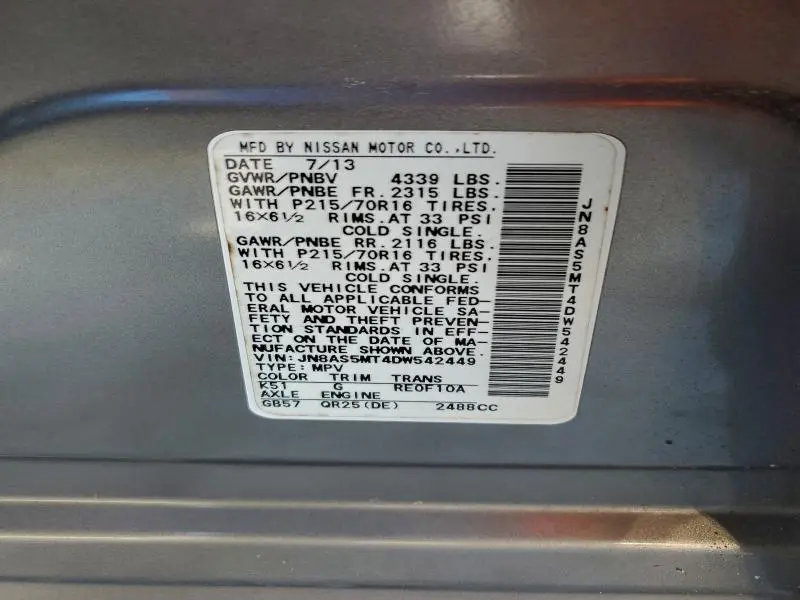 MFD BY NISSAN MOTOR CO.,LTD.
DATE 7/13
GVWR/PNBV 4339 LBS.
GAWR/PNBE FR. 2315 LBS.
WITH P215/70R16 TIRES.
16×6½ RIMS. AT 33 PSI
COLD SINGLE.
GAWR/PNBE RR. 2116 LBS.
WITH P215/70R16 TIRES.
16×6½ RIMS. AT 33 PSI
COLD SINGLE.
THIS VEHICLE CONFORMS
TO ALL APPLICABLE FED-
ERAL MOTOR VEHICLE SA-
FETY AND THEFT PREVEN-
TION STANDARDS IN EFF-
ECT ON THE DATE OF MA-
NUFACTURE SHOWN ABOVE.
VIN: JN8AS5MT4DW542449
TYPE: MPV
COLOR TRIM TRANS
K51 G RE0F10A
AXLE ENGINE
GB57 QR25(DE) 2488CC
JN8AS5MT4DW542449